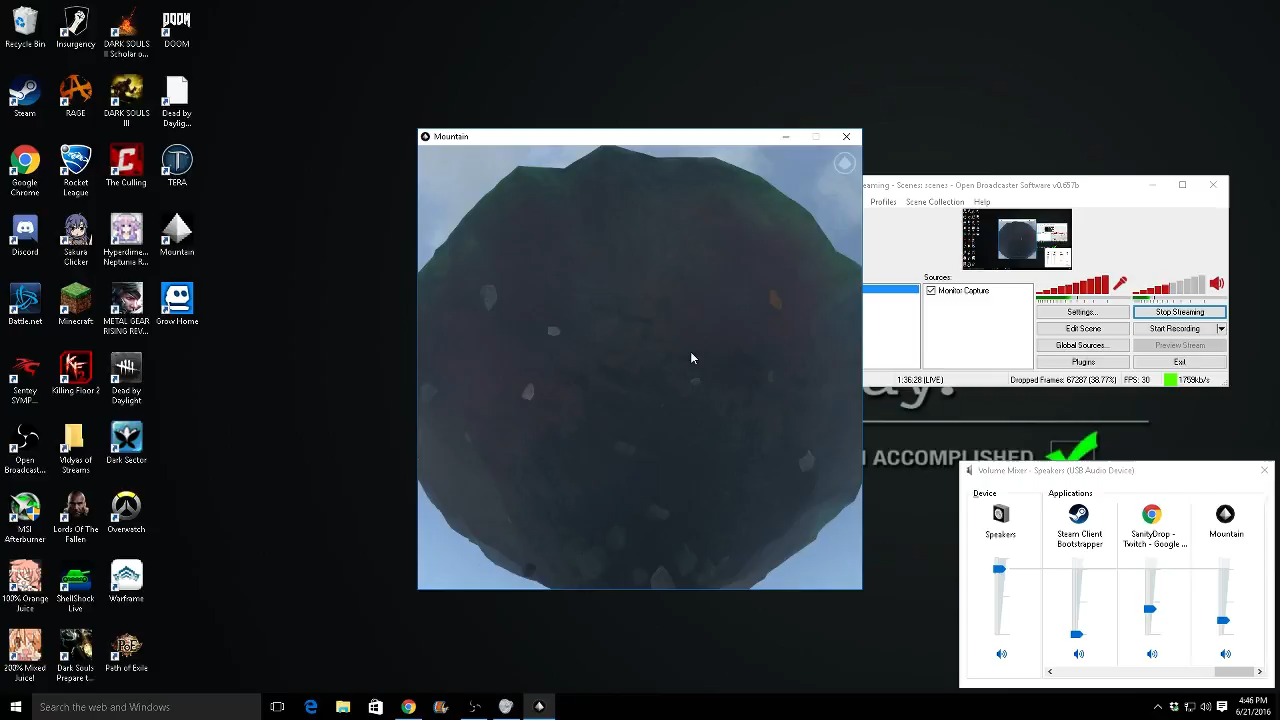 Recycle Bin
Insurgency
DARK SOULS
II Scholar o...
DOOM
Steam
RAGE
DARK SOULS
III
Dead by
Daylig...
Google
Chrome
Rocket
League
The Culling
TERA
Discord
Sakura
Clicker
Hyperdime...
Neptunia R...
Mountain
Battle.net
Minecraft
METAL GEAR
RISING REV...
Grow Home
Sentey
SYMP...
Killing Floor 2
Dead by
Daylight
Open
Broadcast...
Vidyas of
Streams
Dark Sector
MSI
Afterburner
Lords Of The
Fallen
Overwatch
100% Orange
Juice
ShellShock
Live
Warframe
200% Mixed
Juice!
Dark Souls
Prepare t...
Path of Exile
Mountain
eaming - Scenes: scenes - Open Broadcaster Software v0.657b
Profiles
Scene Collection
Help
Sources:
Monitor Capture
Settings...
Stop Streaming
Edit Scene
Start Recording
Global Sources...
Preview Stream
Plugins
Exit
1:36:28 (LIVE)
Dropped Frames: 67287 (38.77%)
FPS: 30
1759kb/s
ay.
ACCOMPLISHED
Volume Mixer - Speakers (USB Audio Device)
Device
Applications
Speakers
Steam Client
Bootstrapper
SanityDrop -
Twitch - Google ...
Mountain
Search the web and Windows
4:46 PM
6/21/2016